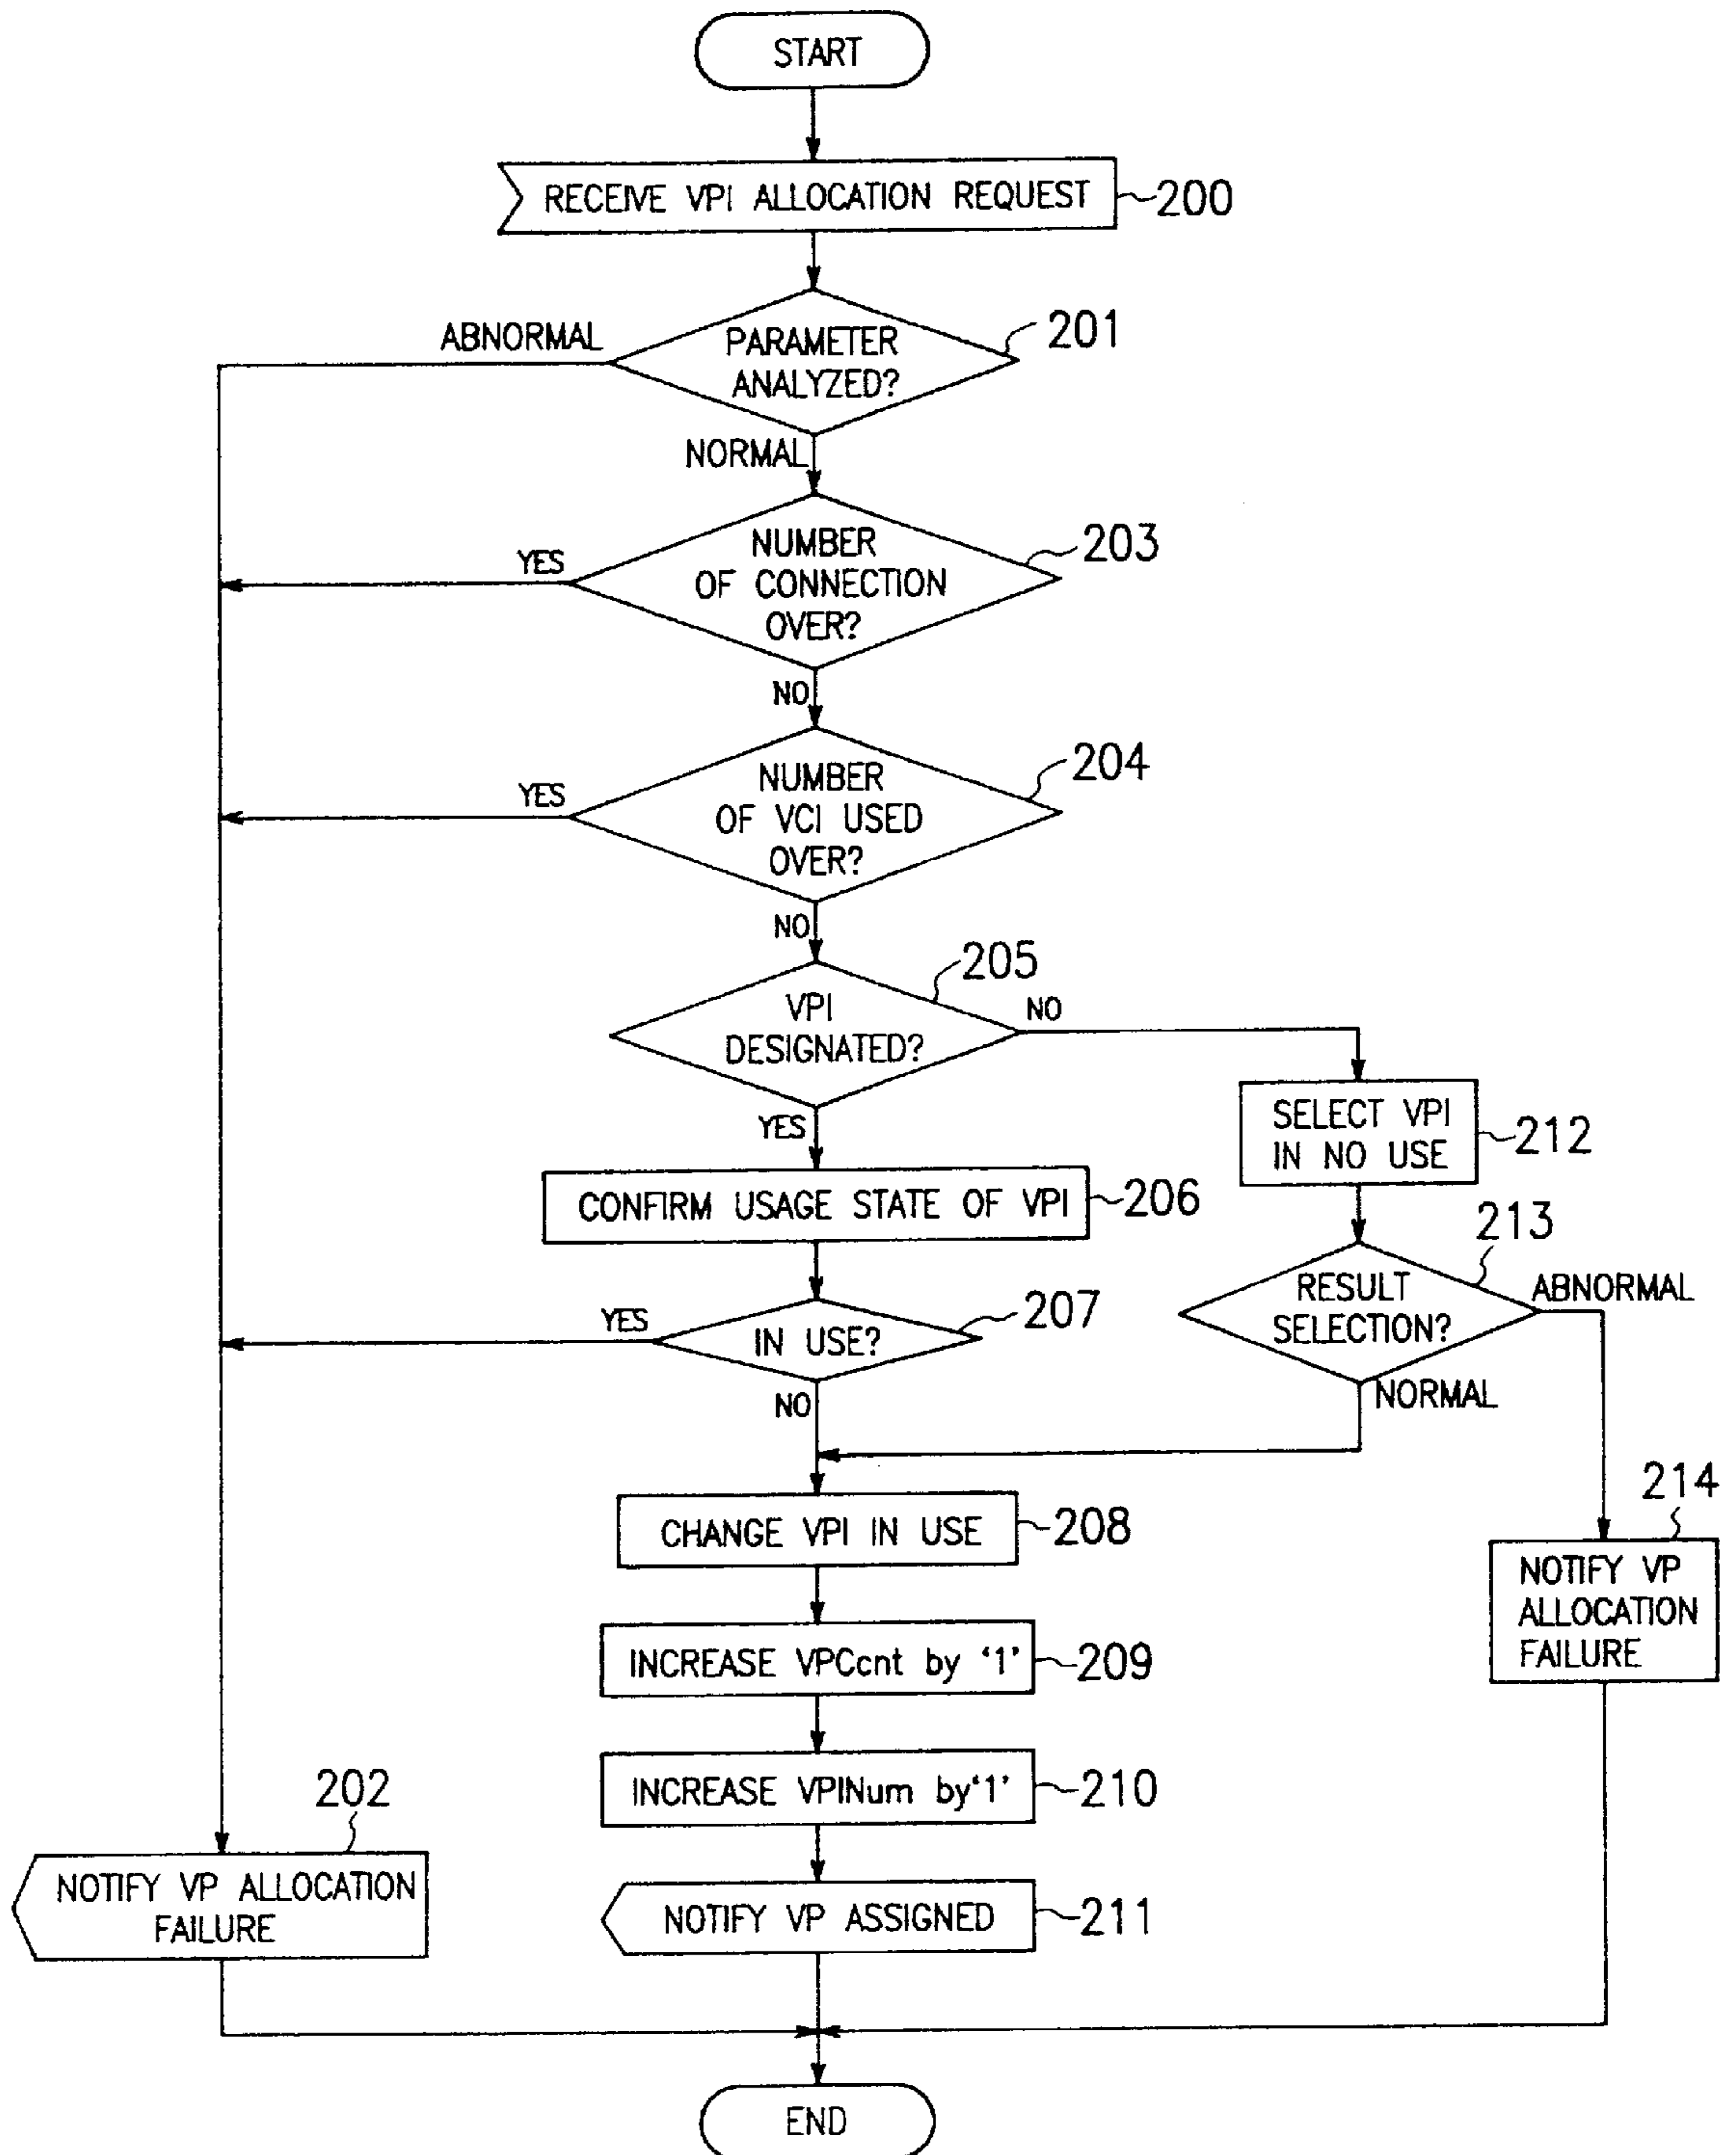 START
RECEIVE VPI ALLOCATION REQUEST
200
201
ABNORMAL
PARAMETER
ANALYZED?
NORMAL
203
YES
NUMBER
OF CONNECTION
OVER?
NO
204
YES
NUMBER
OF VCI USED
OVER?
NO
205
VPI
DESIGNATED?
NO
YES
SELECT VPI
IN NO USE
212
CONFIRM USAGE STATE OF VPI
206
213
RESULT
SELECTION?
ABNORMAL
207
YES
IN USE?
NO
NORMAL
214
CHANGE VPI IN USE
208
NOTIFY VP
ALLOCATION
FAILURE
INCREASE VPCcnt by ‘1’
209
INCREASE VPINum by‘1’
210
202
NOTIFY VP ALLOCATION
FAILURE
NOTIFY VP ASSIGNED
211
END